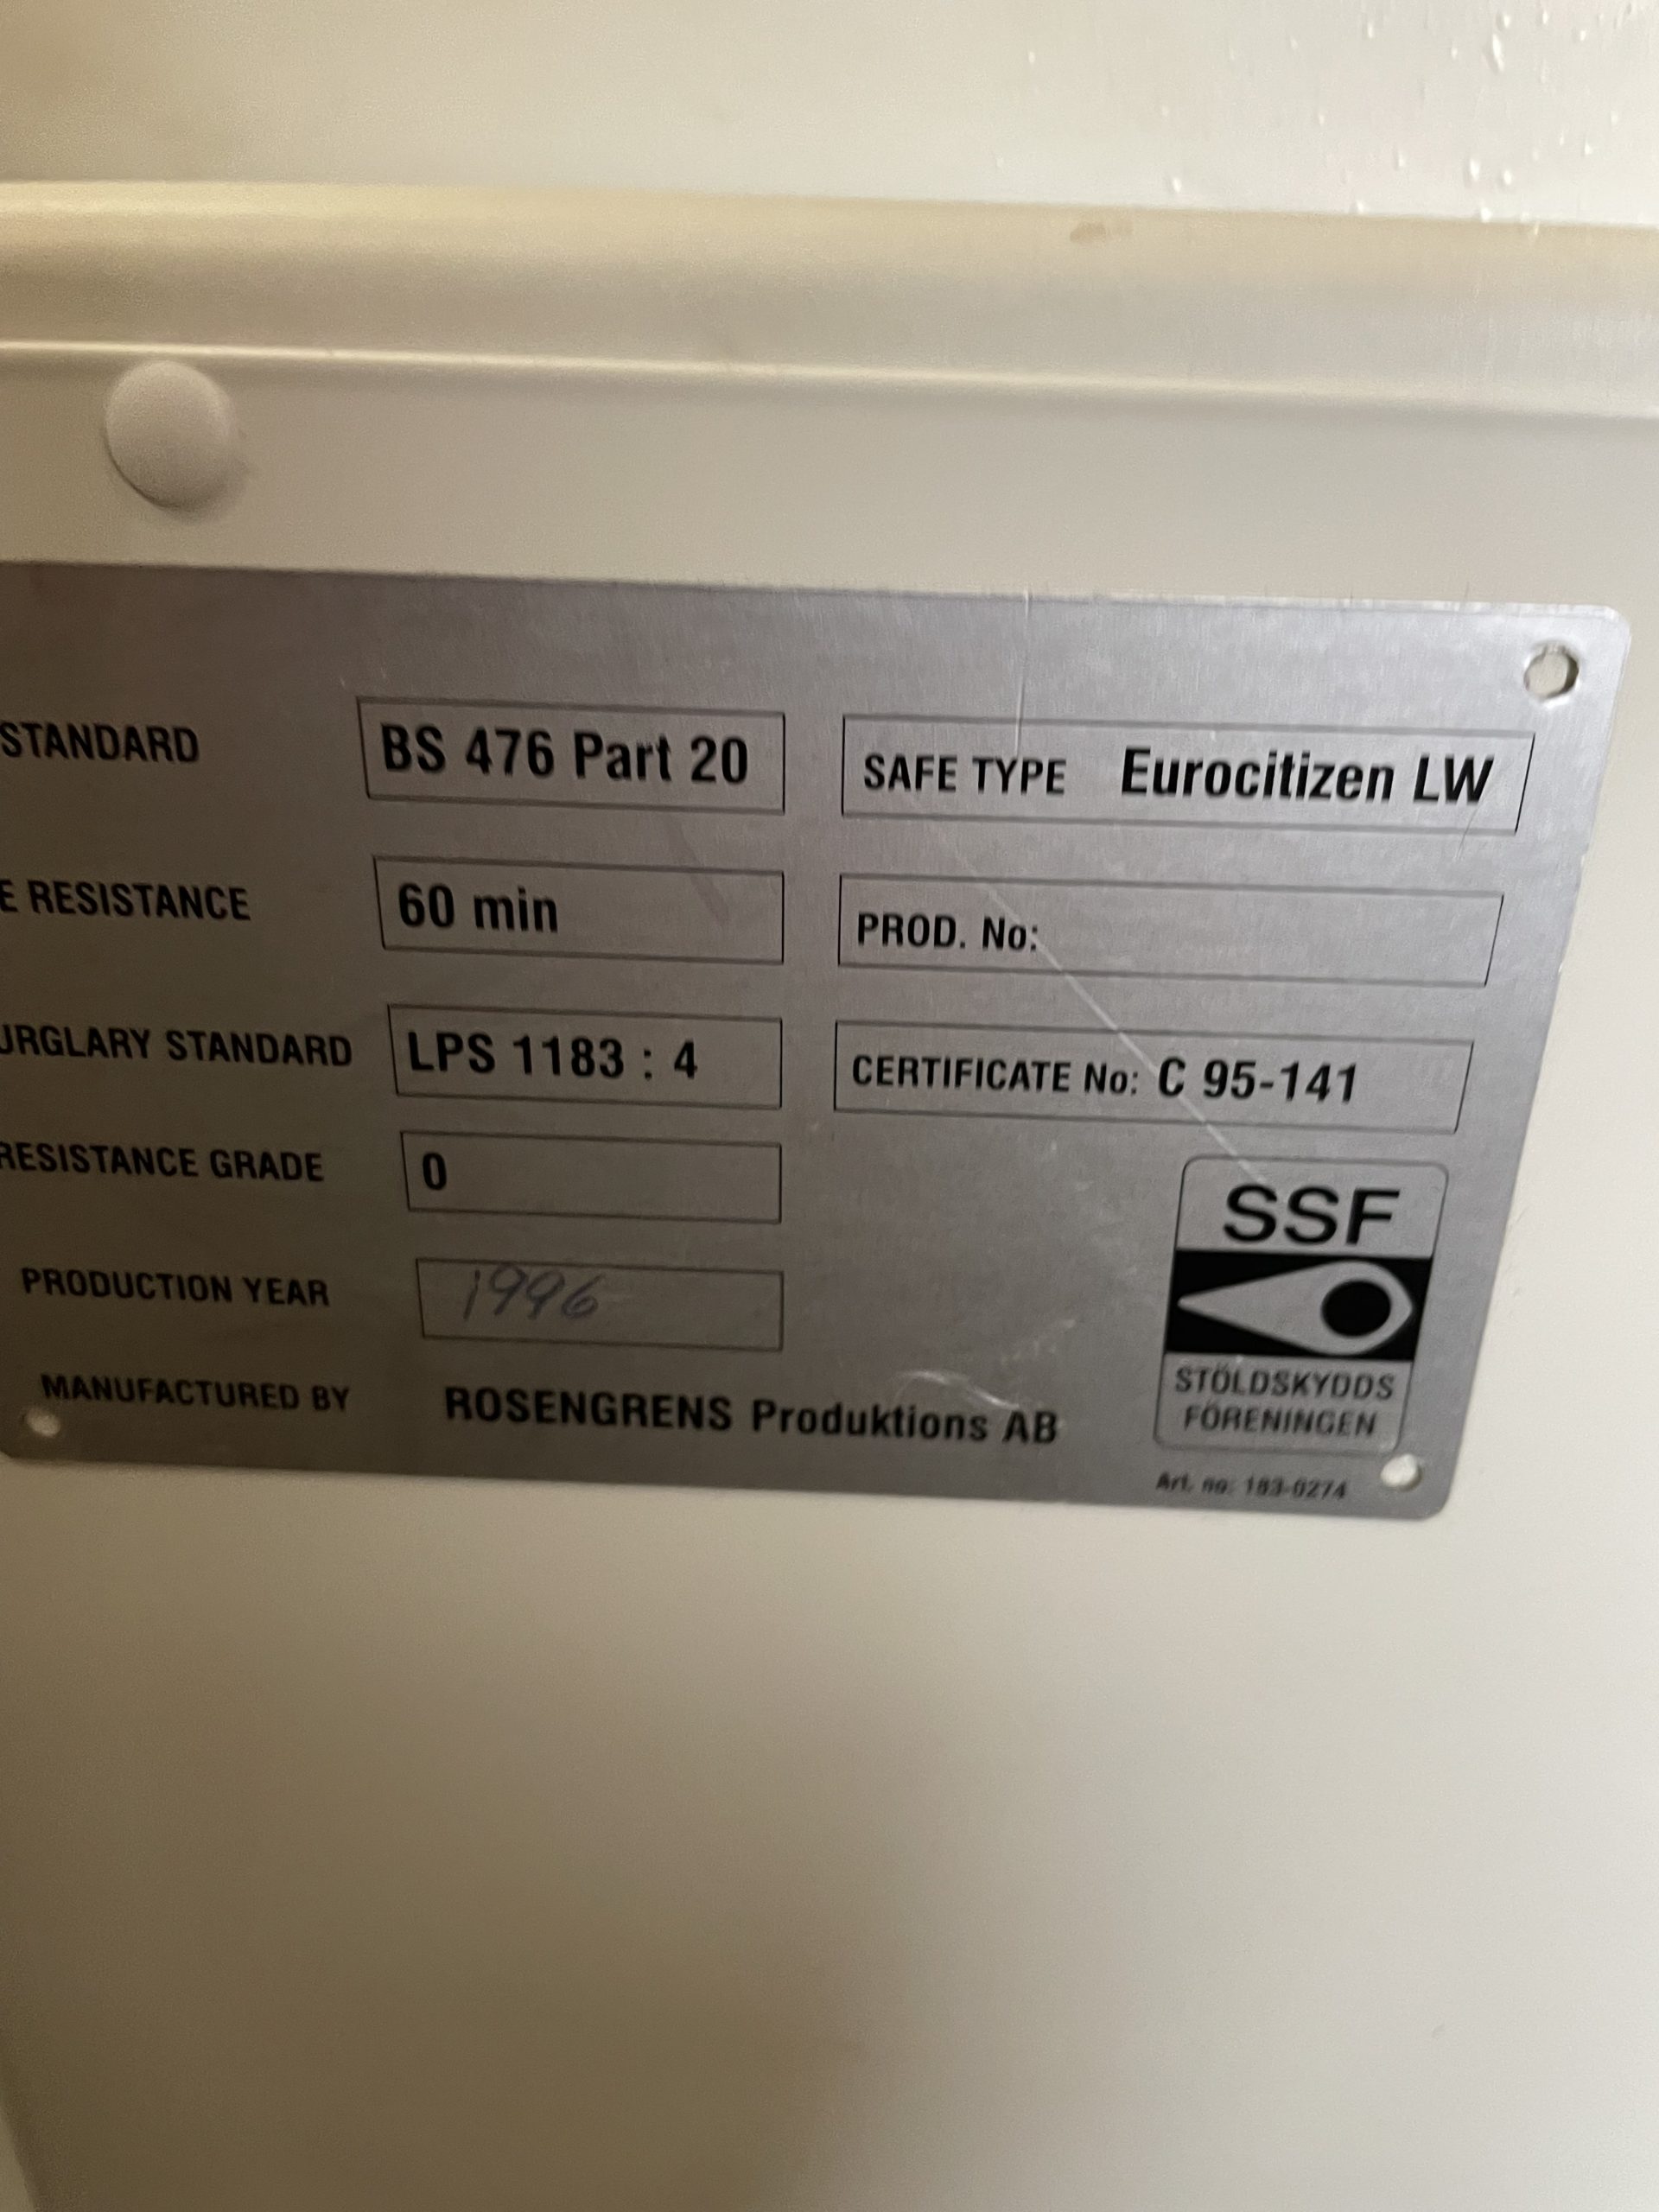 STANDARD BS 476 Part 20 SAFE TYPE Eurocitizen LW
E RESISTANCE 60 min PROD. No:
URGLARY STANDARD LPS 1183 : 4 CERTIFICATE No: C 95-141
RESISTANCE GRADE 0
PRODUCTION YEAR 1996
MANUFACTURED BY ROSENGRENS Produktions AB
SSF
STÖLDSKYDDS
FÖRENINGEN
Art. no: 183-0274